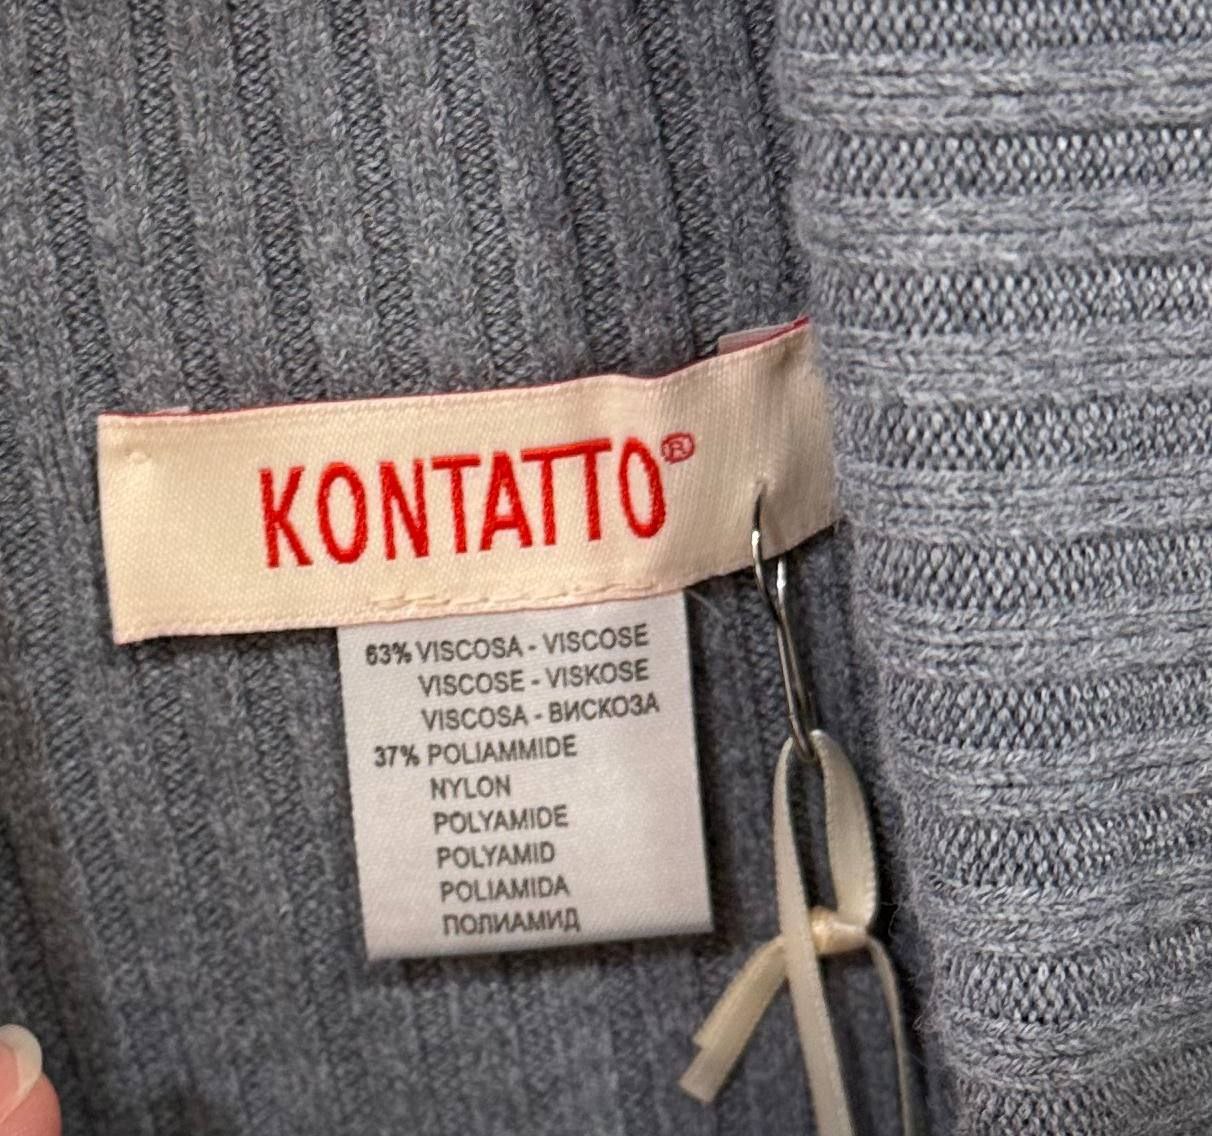 KONTATTO®
63% VISCOSA - VISCOSE
VISCOSE - VISKOSE
VISCOSA - ВИСКОЗА
37% POLIAMMIDE
NYLON
POLYAMIDE
POLYAMID
POLIAMIDA
ПОЛИАМИД